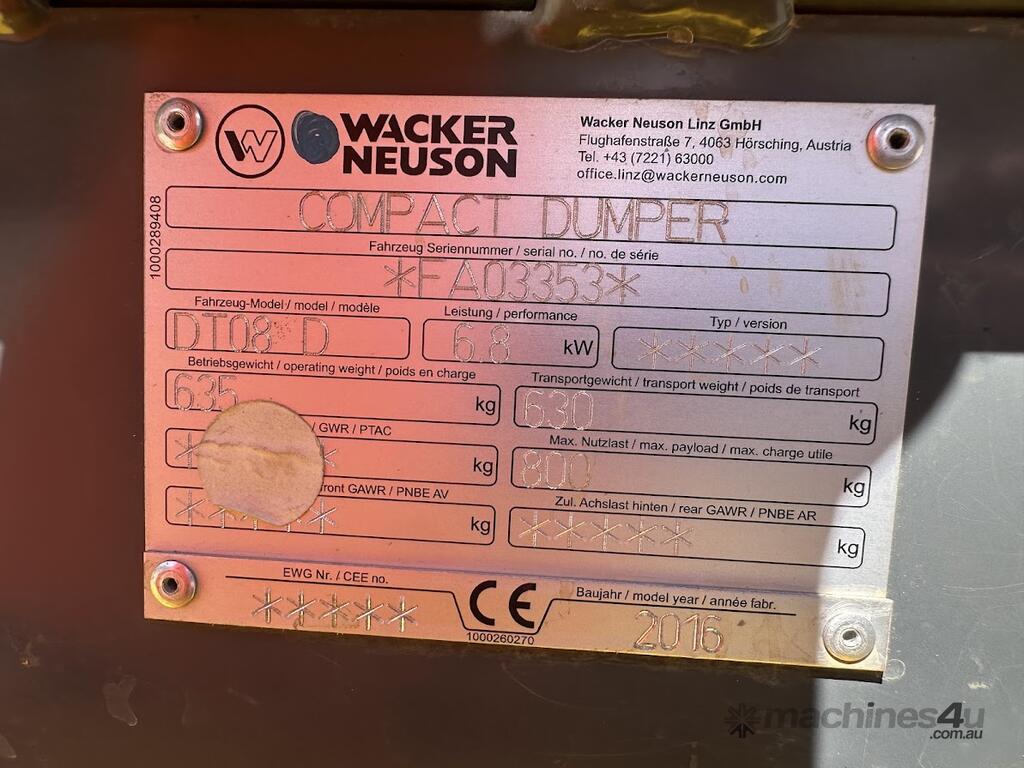 WACKER
NEUSON
Wacker Neuson Linz GmbH
Flughafenstraße 7, 4063 Hörsching, Austria
Tel. +43 (7221) 63000
office.linz@wackerneuson.com
1000289408
COMPACT DUMPER
Fahrzeug Seriennummer / serial no. / no. de série
*FA03353*
Fahrzeug-Model / model / modèle
Leistung / performance
Typ / version
DT08 D
6.8 kW
*****
Betriebsgewicht / operating weight / poids en charge
Transportgewicht / transport weight / poids de transport
635 kg
630 kg
/ GWR / PTAC
Max. Nutzlast / max. payload / max. charge utile
kg
800 kg
front GAWR / PNBE AV
Zul. Achslast hinten / rear GAWR / PNBE AR
***** kg
***** kg
EWG Nr. / CEE no.
CE
Baujahr / model year / année fabr.
*****
1000260270
2016
machines4u
.com.au